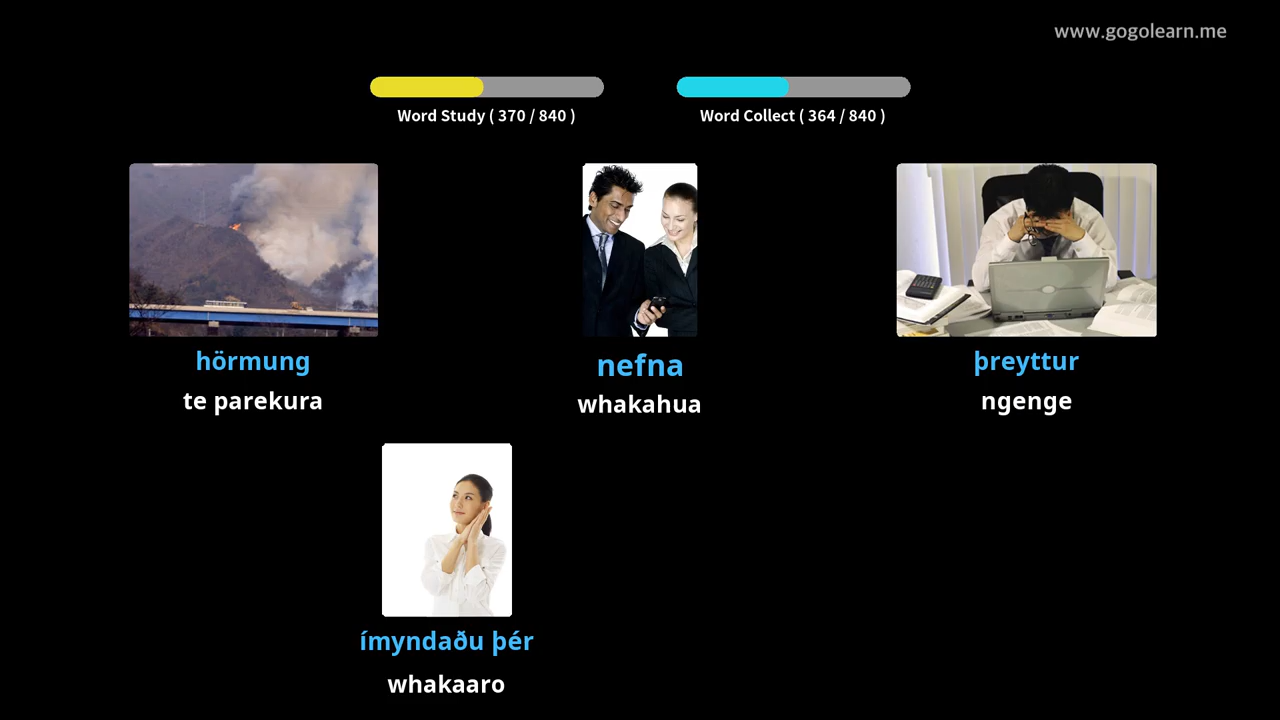 www.gogolearn.me
Word Study ( 370 / 840 )
Word Collect ( 364 / 840 )
hörmung
te parekura
nefna
whakahua
þreyttur
ngenge
ímyndaðu þér
whakaaro